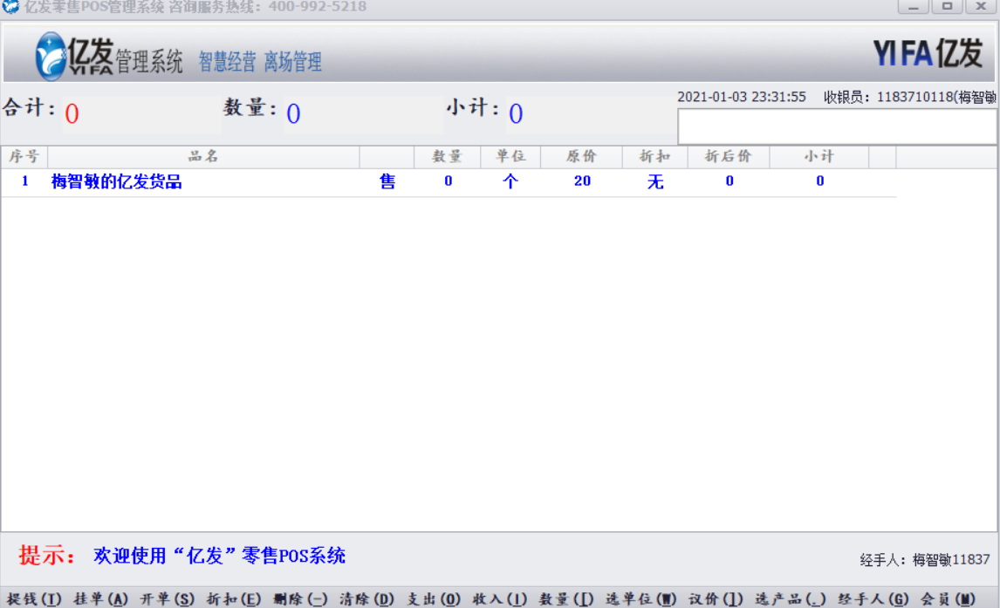 亿发零售POS管理系统 咨询服务热线：400-992-5218
亿发 YIFA 管理系统 智慧经营 离场管理 YIFA亿发
合计：0 数量：0 小计：0 2021-01-03 23:31:55 收银员：1183710118(梅智敏
序号 品名 数量 单位 原价 折扣 折后价 小计
1 梅智敏的亿发货品 售 0 个 20 无 0 0
提示： 欢迎使用“亿发”零售POS系统
经手人：梅智敏11837
提钱(T) 挂单(A) 开单(S) 折扣(E) 删除(-) 清除(D) 支出(O) 收入(I) 数量([) 选单位(W) 议价(]) 选产品(.) 经手人(G) 会员(M)